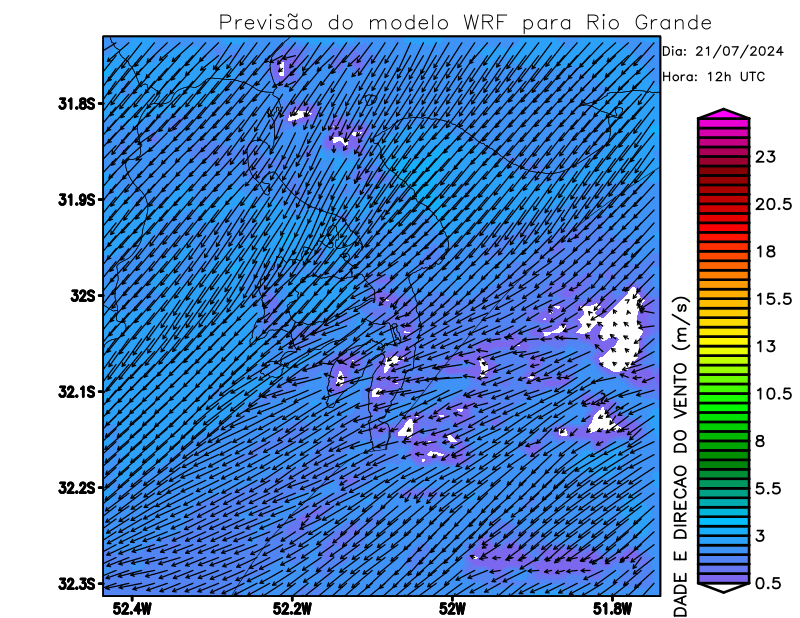 Previsão do modelo WRF para Rio Grande
Dia: 21/07/2024
Hora: 12h UTC
31.8S
31.9S
32S
32.1S
32.2S
32.3S
52.4W
52.2W
52W
51.8W
23
20.5
18
15.5
13
10.5
8
5.5
3
0.5
DADE E DIRECAO DO VENTO (m/s)